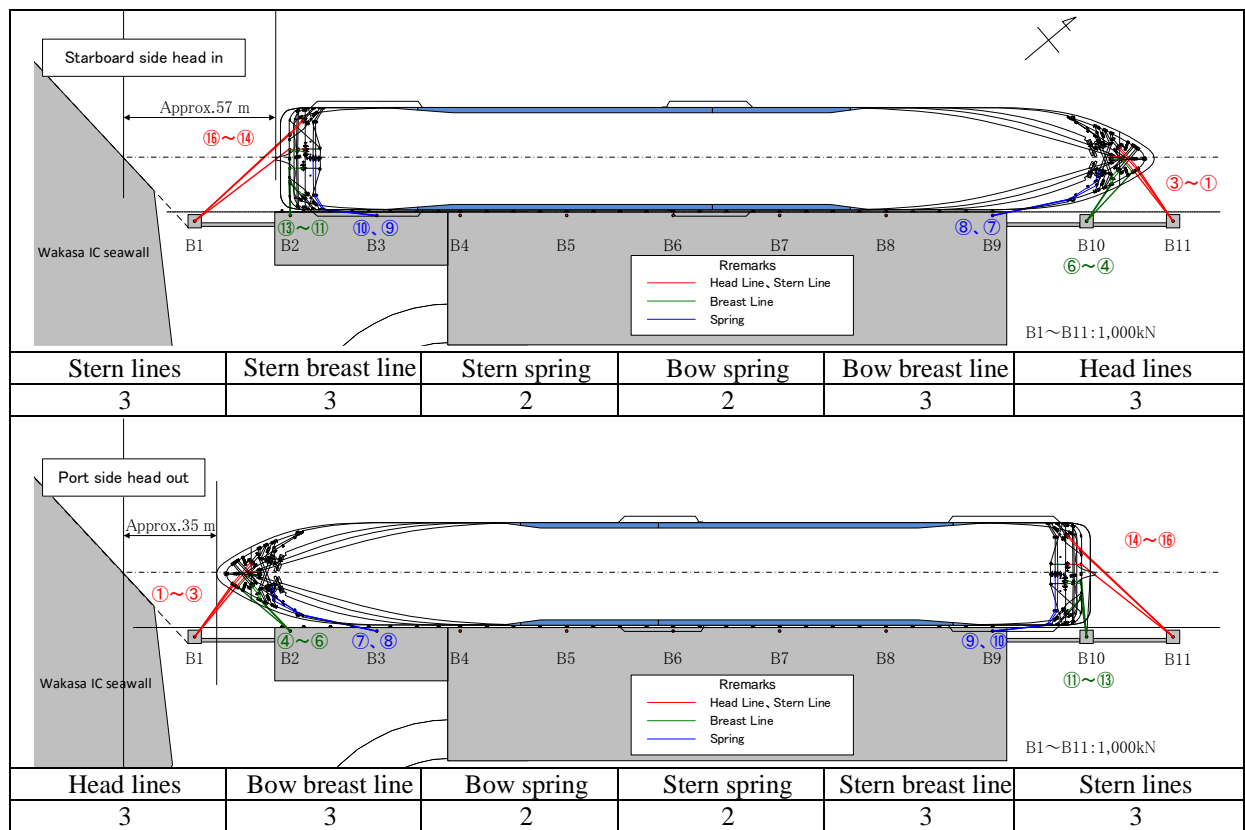 Starboard side head in
Approx.57 m
⑯～⑭
③～①
⑬～⑪
⑩、⑨
⑧、⑦
B1
B2
B3
B4
B5
B6
B7
B8
B9
B10
B11
Wakasa IC seawall
⑥～④
Rremarks
Head Line、Stern Line
Breast Line
Spring
B1～B11:1,000kN
Stern lines Stern breast line Stern spring Bow spring Bow breast line Head lines
3 3 2 2 3 3
Port side head out
Approx.35 m
⑭～⑯
①～③
④～⑥
⑦、⑧
⑨、⑩
B1
B2
B3
B4
B5
B6
B7
B8
B9
B10
B11
Wakasa IC seawall
⑪～⑬
Rremarks
Head Line、Stern Line
Breast Line
Spring
B1～B11:1,000kN
Head lines Bow breast line Bow spring Stern spring Stern breast line Stern lines
3 3 2 2 3 3